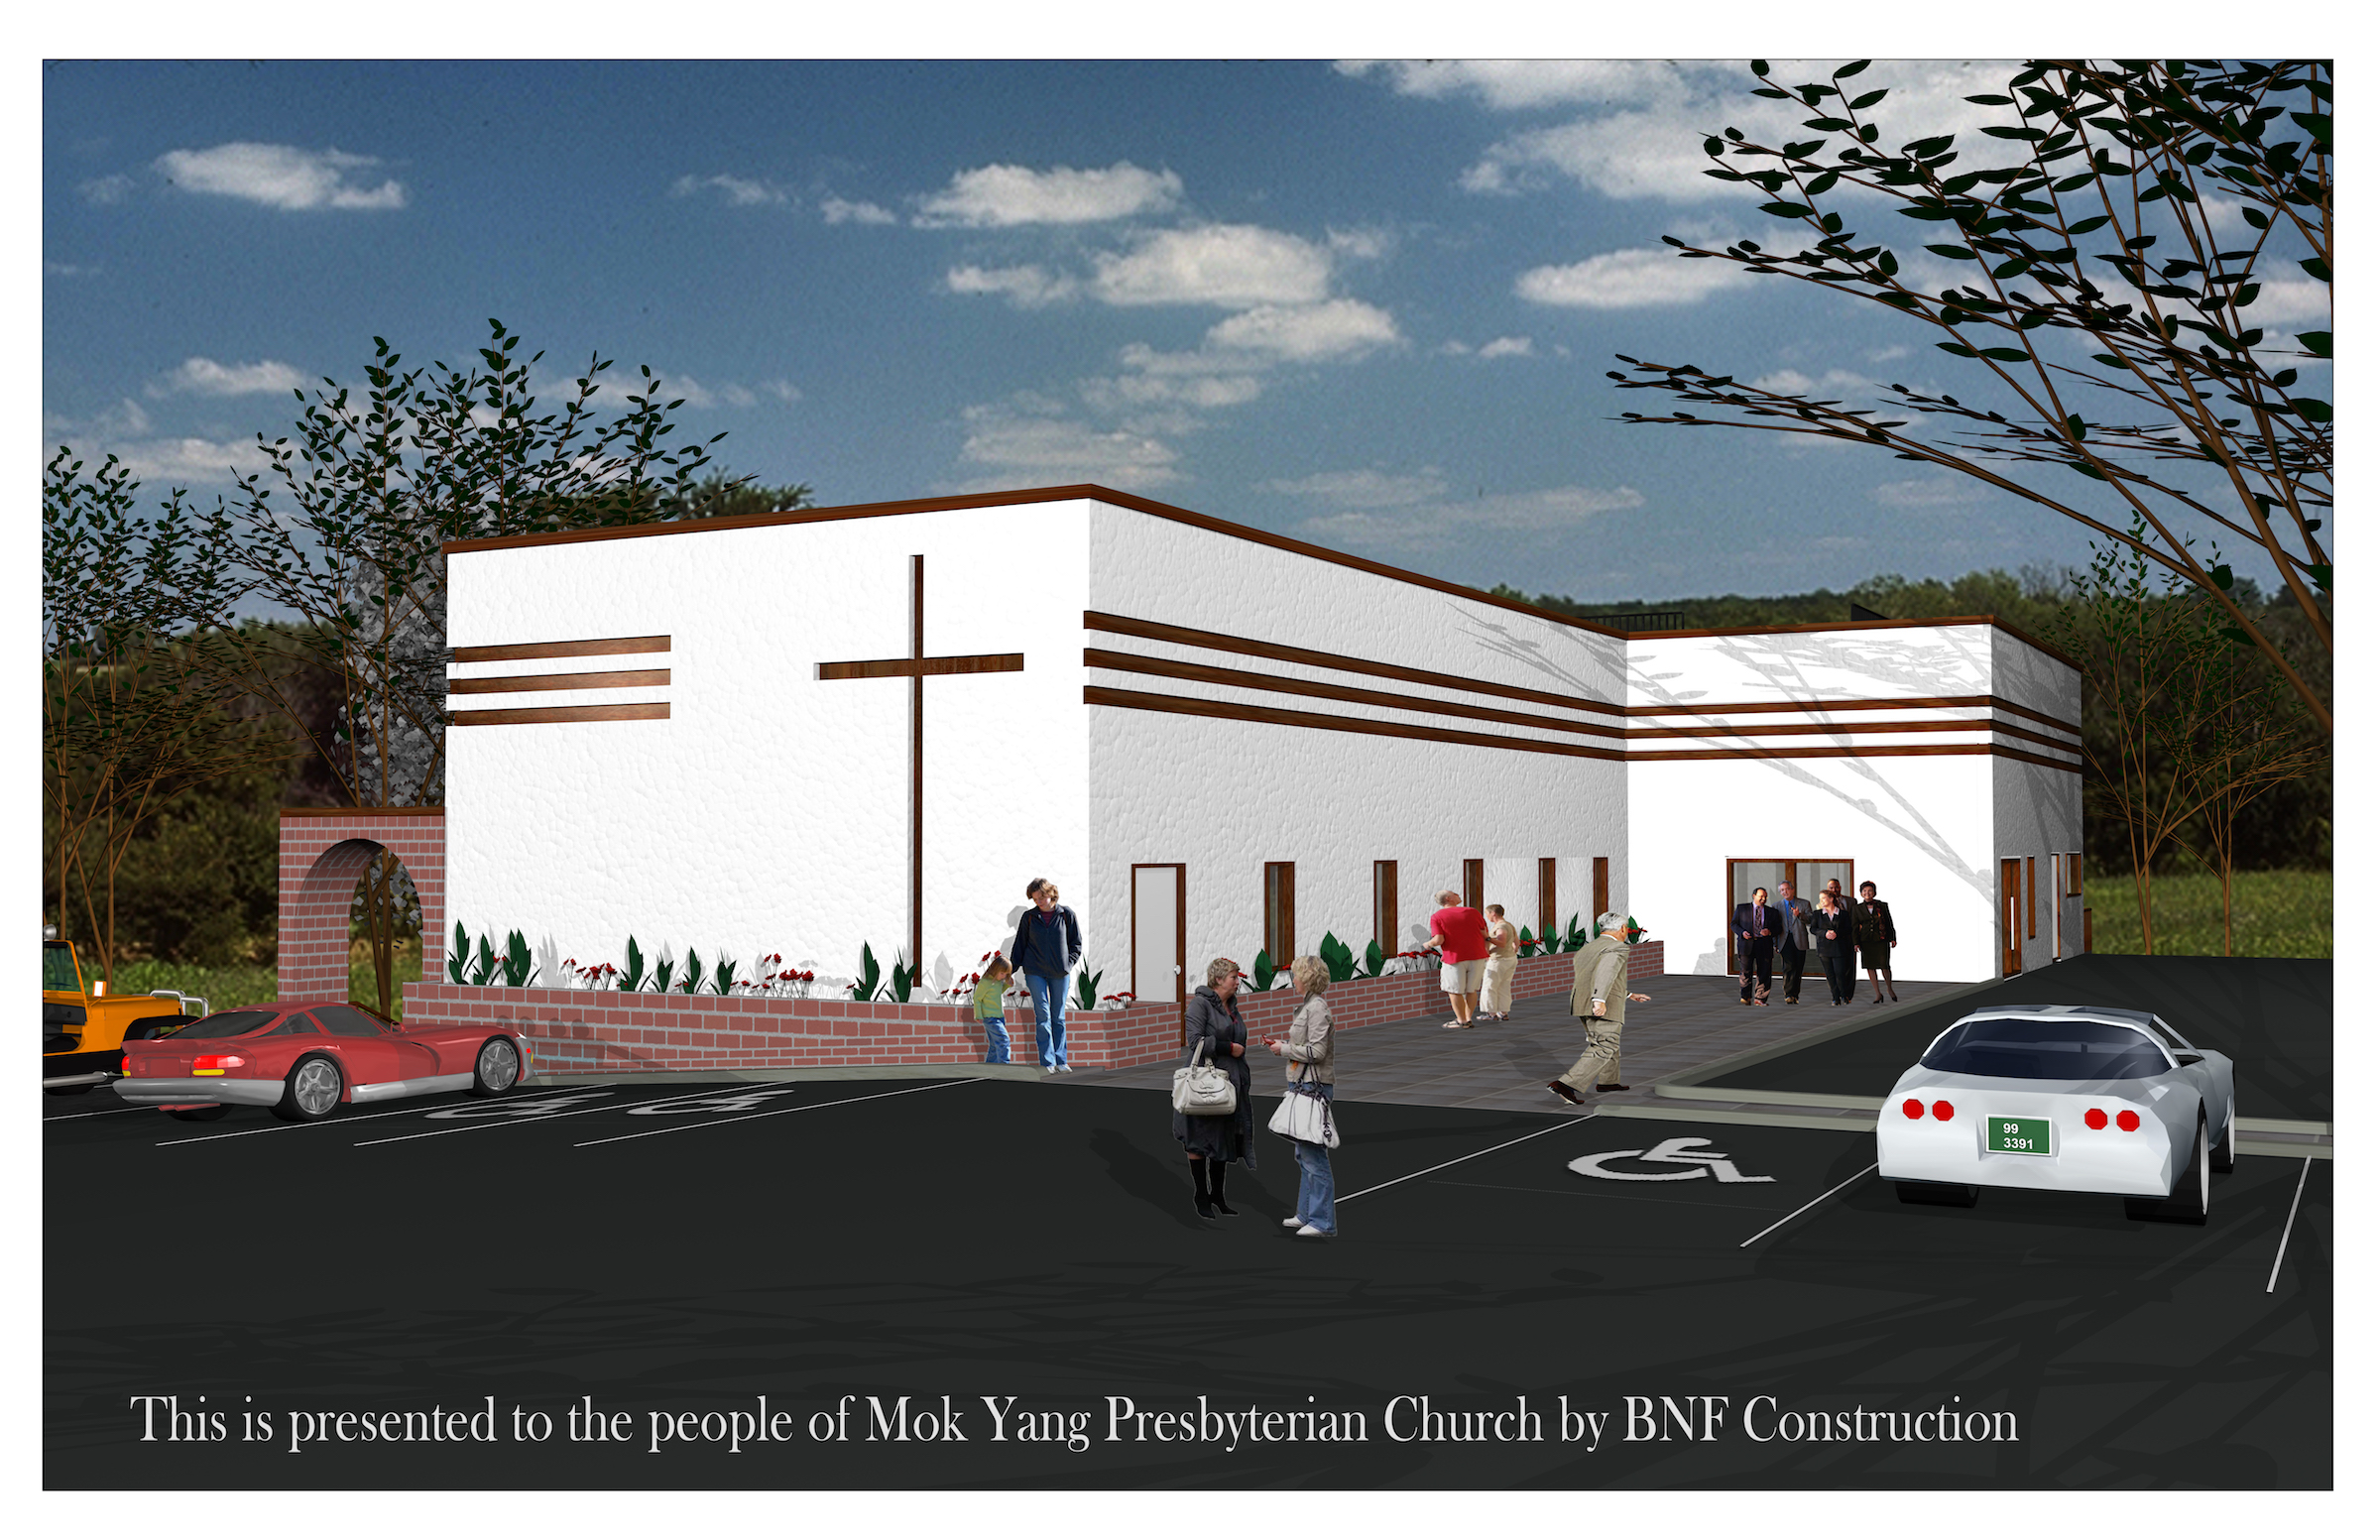 99
3391
This is presented to the people of Mok Yang Presbyterian Church by BNF Construction